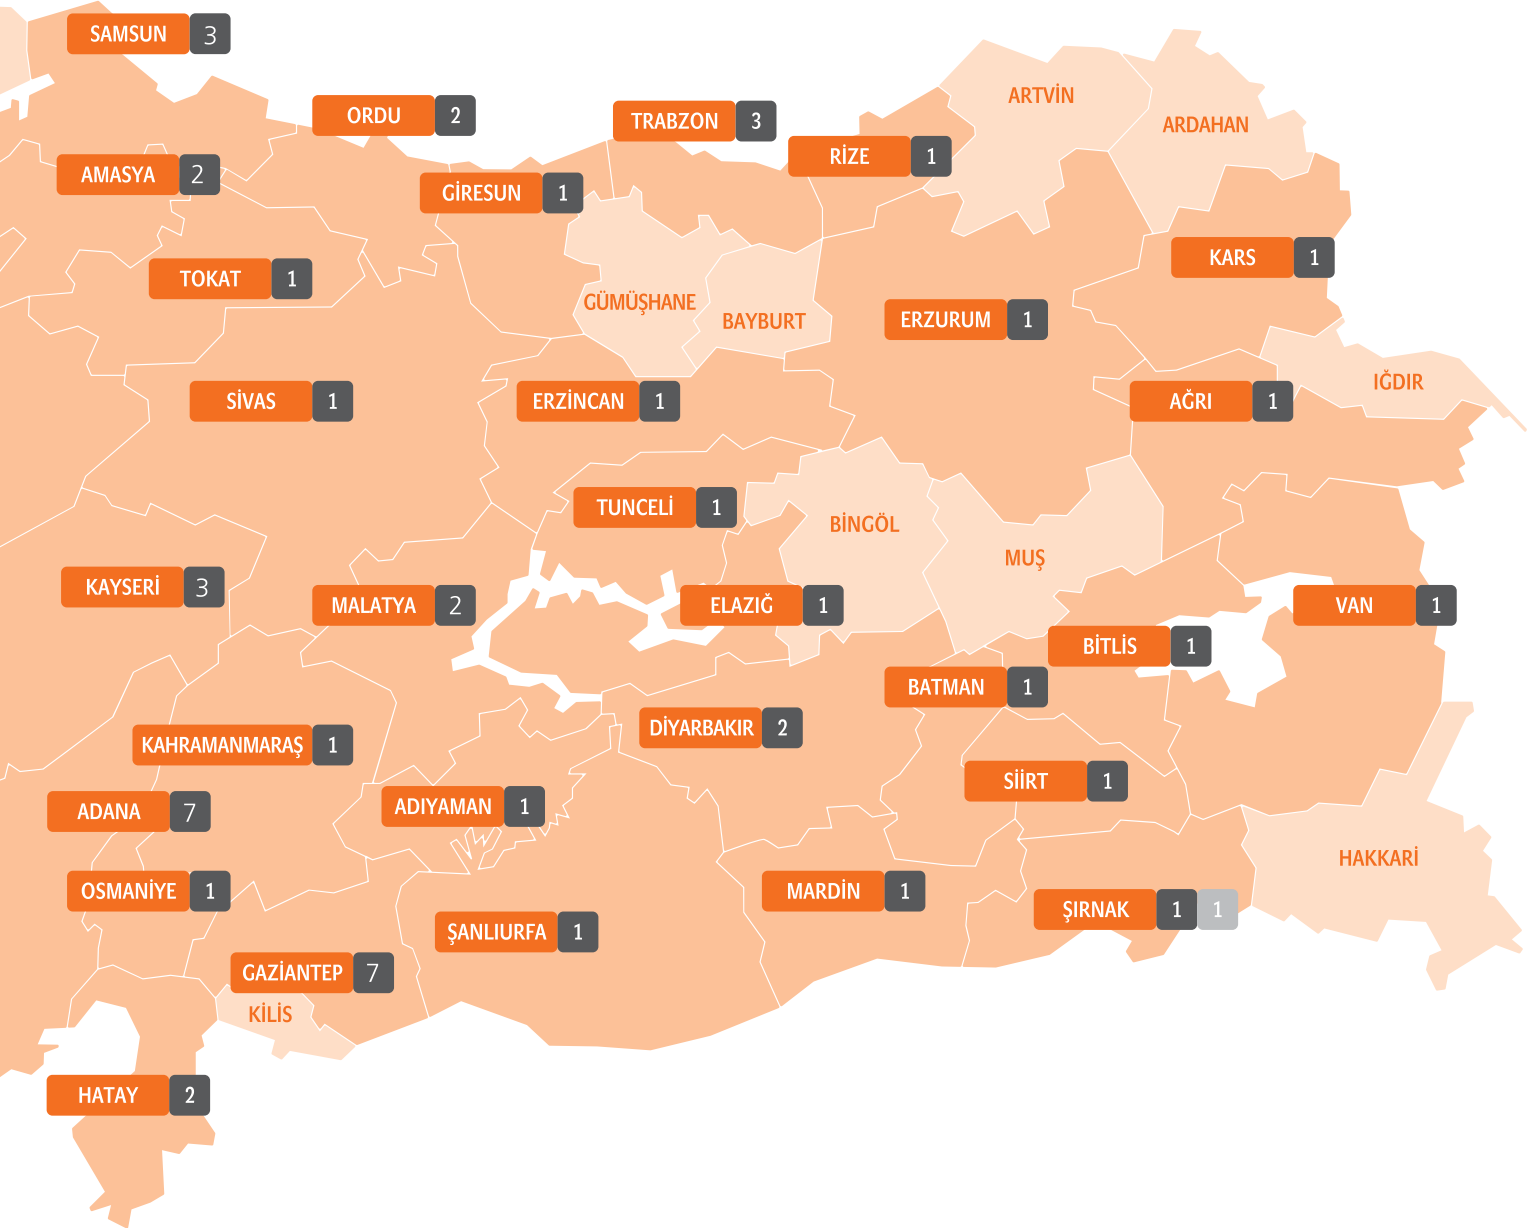 SAMSUN 3
ORDU 2
TRABZON 3
ARTVİN
ARDAHAN
RİZE 1
AMASYA 2
GİRESUN 1
KARS 1
TOKAT 1
GÜMÜŞHANE
BAYBURT
ERZURUM 1
IĞDIR
SİVAS 1
ERZİNCAN 1
AĞRI 1
TUNCELİ 1
BİNGÖL
MUŞ
KAYSERİ 3
MALATYA 2
ELAZIĞ 1
VAN 1
BİTLİS 1
BATMAN 1
DİYARBAKIR 2
KAHRAMANMARAŞ 1
SİİRT 1
ADANA 7
ADIYAMAN 1
HAKKARİ
OSMANİYE 1
MARDİN 1
ŞIRNAK 1 1
ŞANLIURFA 1
GAZİANTEP 7
KİLİS
HATAY 2